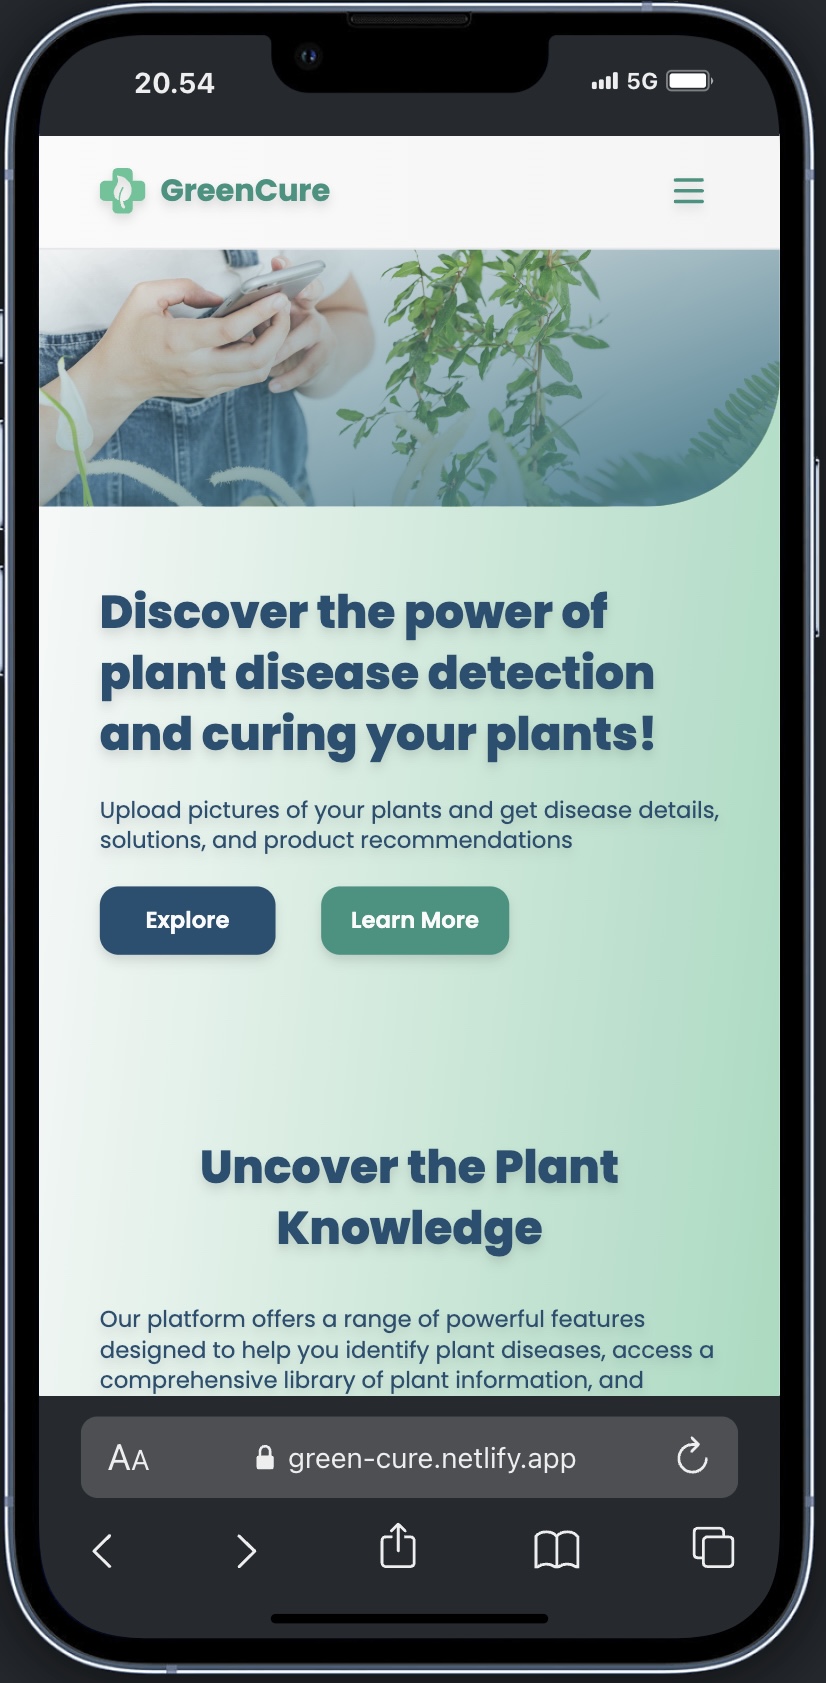 20.54
5G
GreenCure
Discover the power of
plant disease detection
and curing your plants!
Upload pictures of your plants and get disease details,
solutions, and product recommendations
Explore
Learn More
Uncover the Plant
Knowledge
Our platform offers a range of powerful features
designed to help you identify plant diseases, access a
comprehensive library of plant information, and
AA
green-cure.netlify.app